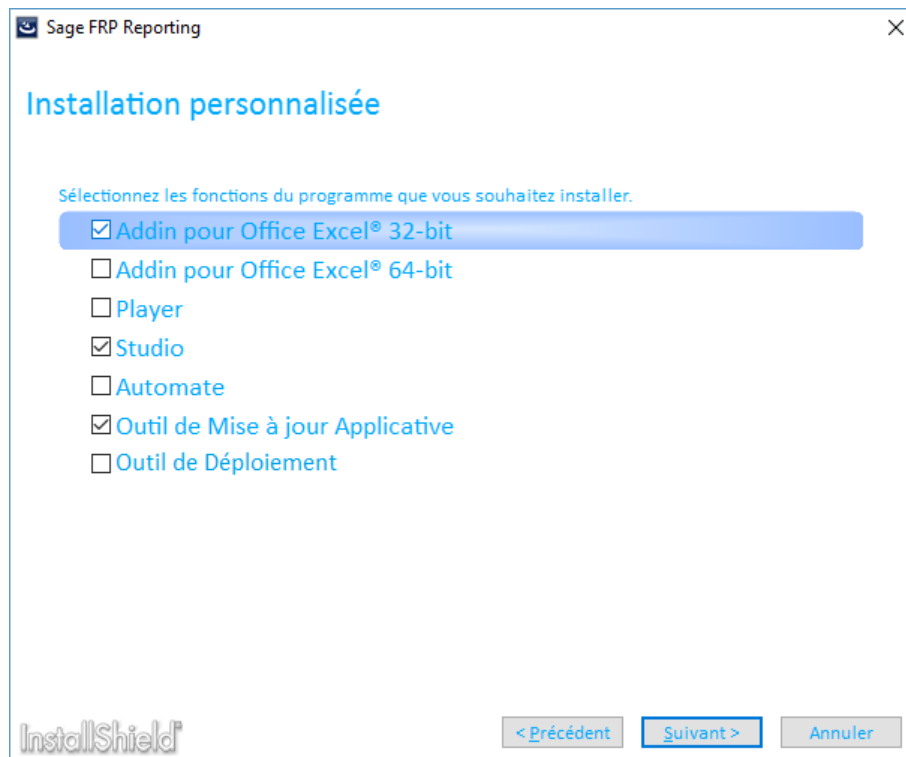 Sage FRP Reporting
Installation personnalisée
Sélectionnez les fonctions du programme que vous souhaitez installer.
Addin pour Office Excel® 32-bit
Addin pour Office Excel® 64-bit
Player
Studio
Automate
Outil de Mise à jour Applicative
Outil de Déploiement
InstallShield®
< Précédent
Suivant >
Annuler